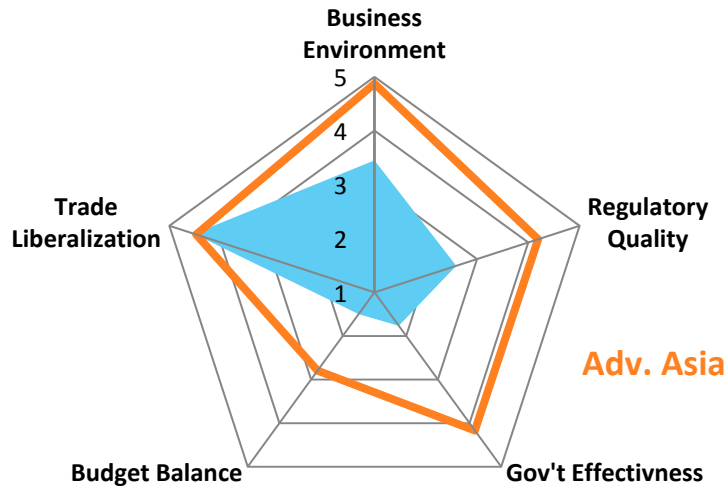 Business
Environment
5
4
3
2
1
Trade
Liberalization
Regulatory
Quality
Adv. Asia
Budget Balance
Gov't Effectivness